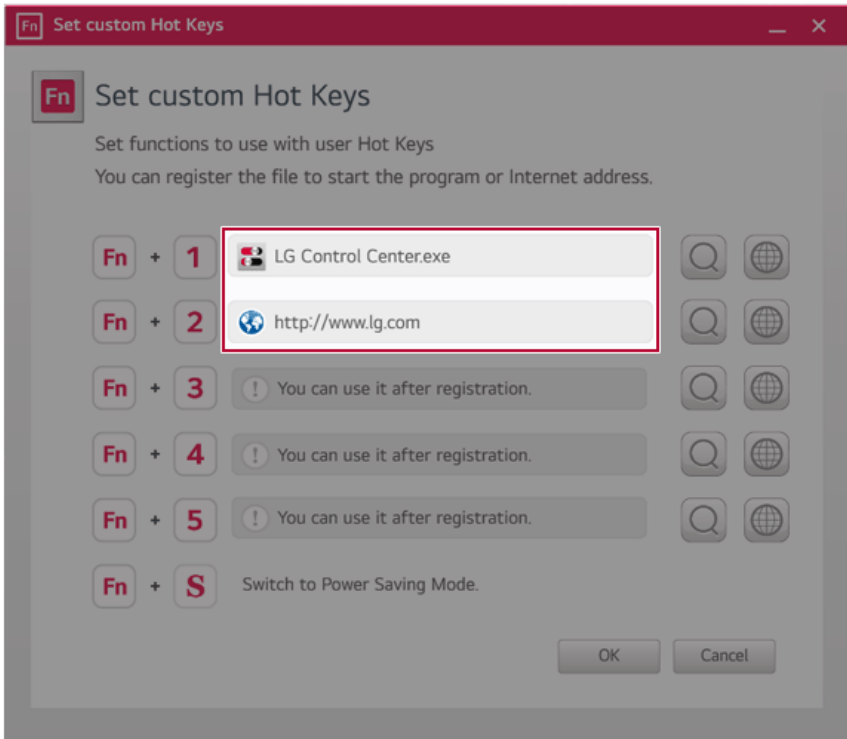 Fn Set custom Hot Keys
Fn Set custom Hot Keys
Set functions to use with user Hot Keys
You can register the file to start the program or Internet address.
Fn + 1 LG Control Center.exe
Fn + 2 http://www.lg.com
Fn + 3 ! You can use it after registration.
Fn + 4 ! You can use it after registration.
Fn + 5 ! You can use it after registration.
Fn + S Switch to Power Saving Mode.
OK Cancel